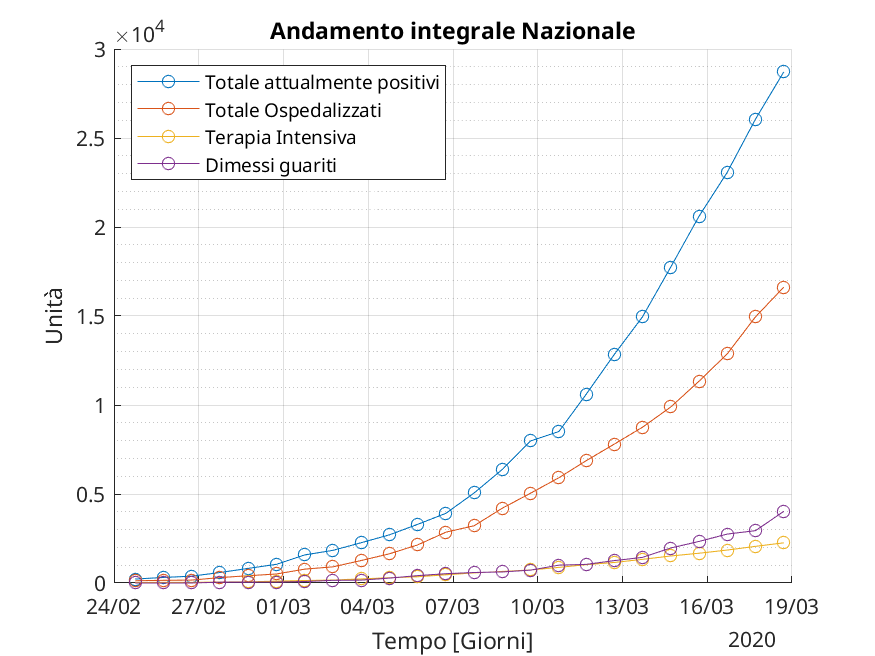 Andamento integrale Nazionale
×10⁴
3
2.5
2
1.5
1
0.5
0
Unità
Totale attualmente positivi
Totale Ospedalizzati
Terapia Intensiva
Dimessi guariti
24/02 27/02 01/03 04/03 07/03 10/03 13/03 16/03 19/03
Tempo [Giorni]
2020